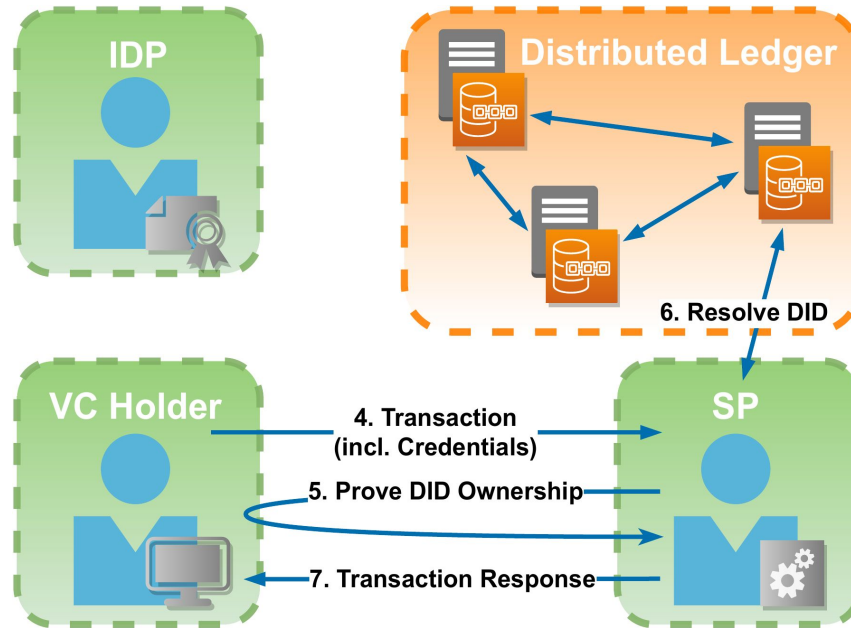 IDP
Distributed Ledger
6. Resolve DID
VC Holder
SP
4. Transaction
(incl. Credentials)
5. Prove DID Ownership
7. Transaction Response